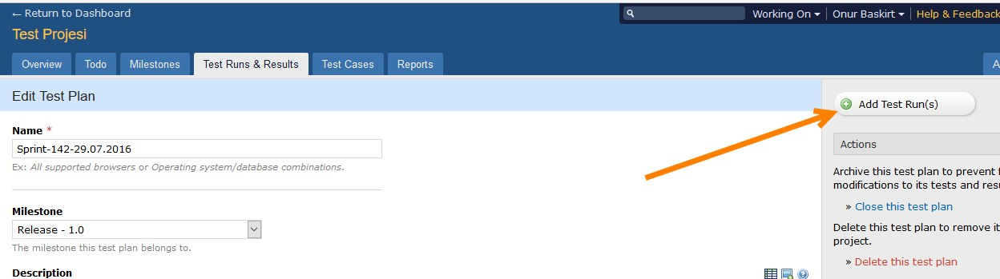 ← Return to Dashboard
Working On
Onur Baskirt
Help & Feedback
Test Projesi
Overview
Todo
Milestones
Test Runs & Results
Test Cases
Reports
A
Edit Test Plan
Add Test Run(s)
Name *
Sprint-142-29.07.2016
Ex: All supported browsers or Operating system/database combinations.
Milestone
Release - 1.0
The milestone this test plan belongs to.
Description
Actions
Archive this test plan to prevent f
modifications to its tests and resu
» Close this test plan
Delete this test plan to remove it
project.
» Delete this test plan